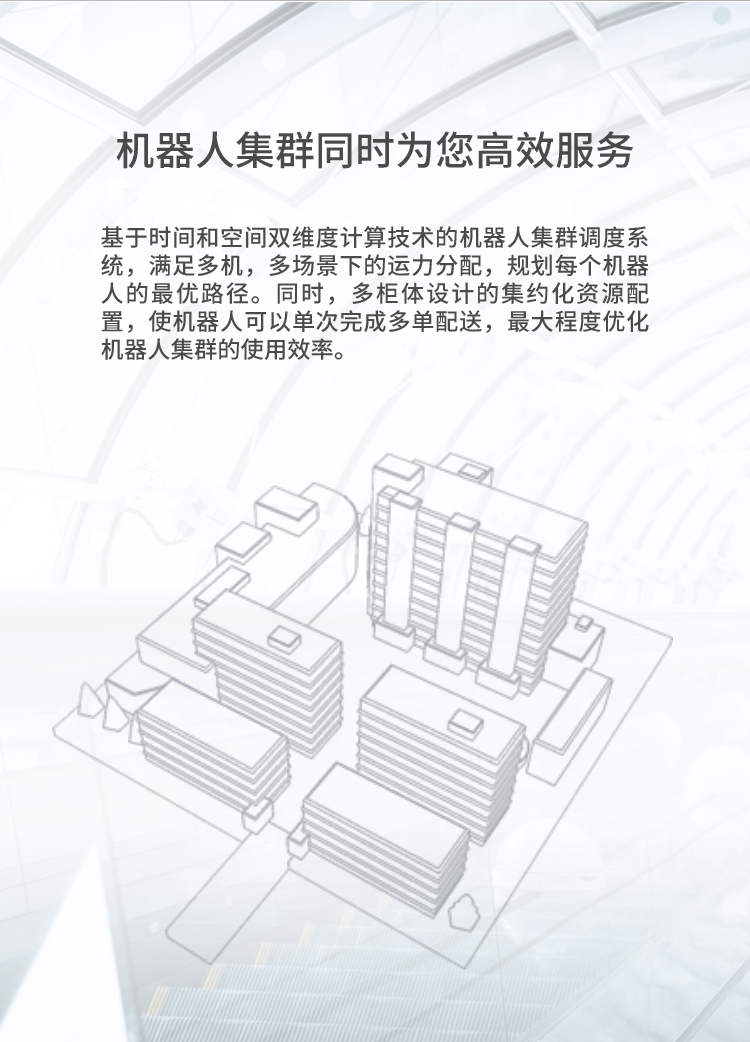 机器人集群同时为您高效服务
基于时间和空间双维度计算技术的机器人集群调度系
统，满足多机，多场景下的运力分配，规划每个机器
人的最优路径。同时，多柜体设计的集约化资源配
置，使机器人可以单次完成多单配送，最大程度优化
机器人集群的使用效率。